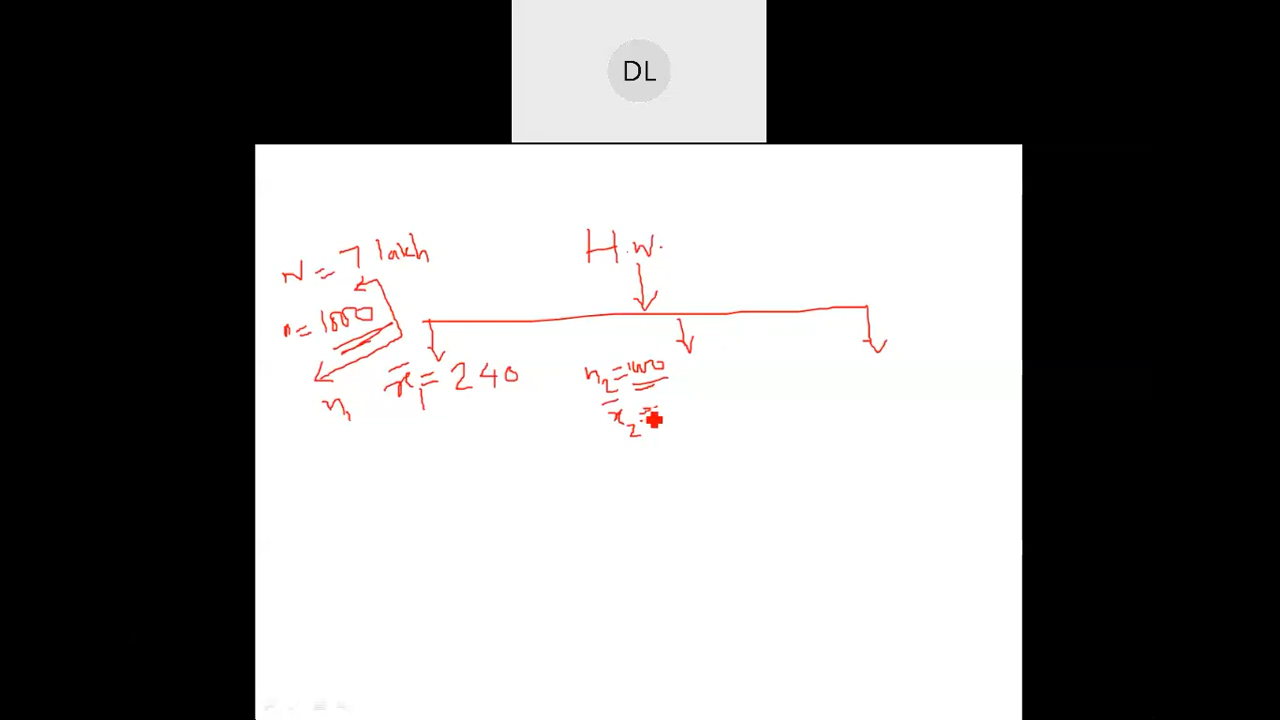 DL
N = 7 lakh
H.W.
n = 1000
n₁
x̄₁ = 240
n₂ = 1000
x̄₂ =